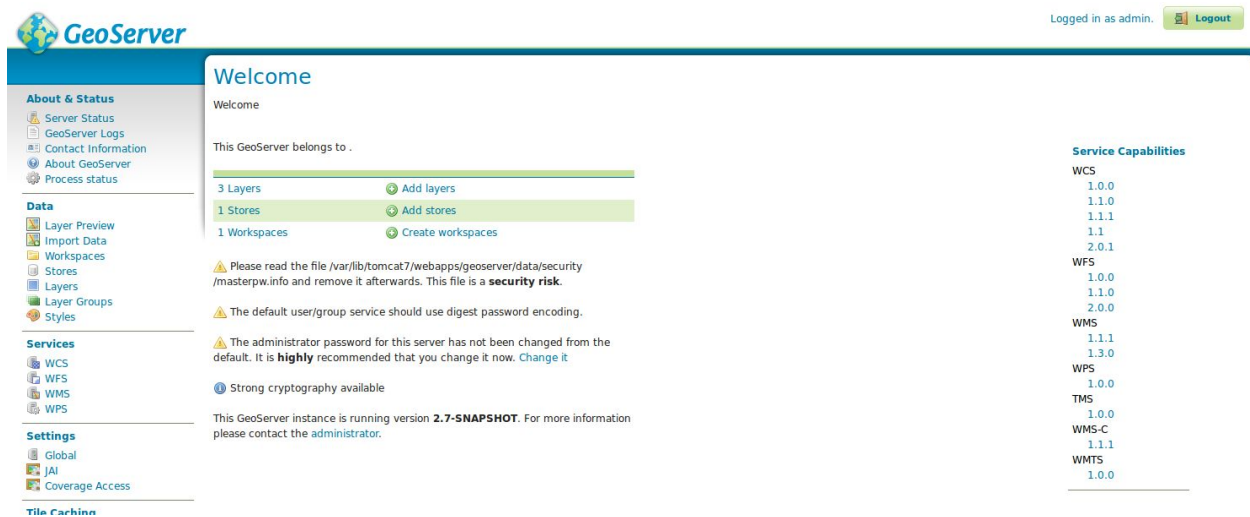 GeoServer
Logged in as admin.
Logout
About & Status
Server Status
GeoServer Logs
Contact Information
About GeoServer
Process status
Data
Layer Preview
Import Data
Workspaces
Stores
Layers
Layer Groups
Styles
Services
WCS
WFS
WMS
WPS
Settings
Global
JAI
Coverage Access
Tile Caching
Welcome
Welcome
This GeoServer belongs to .
3 Layers Add layers
1 Stores Add stores
1 Workspaces Create workspaces
Please read the file /var/lib/tomcat7/webapps/geoserver/data/security
/masterpw.info and remove it afterwards. This file is a security risk.
The default user/group service should use digest password encoding.
The administrator password for this server has not been changed from the
default. It is highly recommended that you change it now. Change it
Strong cryptography available
This GeoServer instance is running version 2.7-SNAPSHOT. For more information
please contact the administrator.
Service Capabilities
WCS
1.0.0
1.1.0
1.1.1
1.1
2.0.1
WFS
1.0.0
1.1.0
2.0.0
WMS
1.1.1
1.3.0
WPS
1.0.0
TMS
1.0.0
WMS-C
1.1.1
WMTS
1.0.0